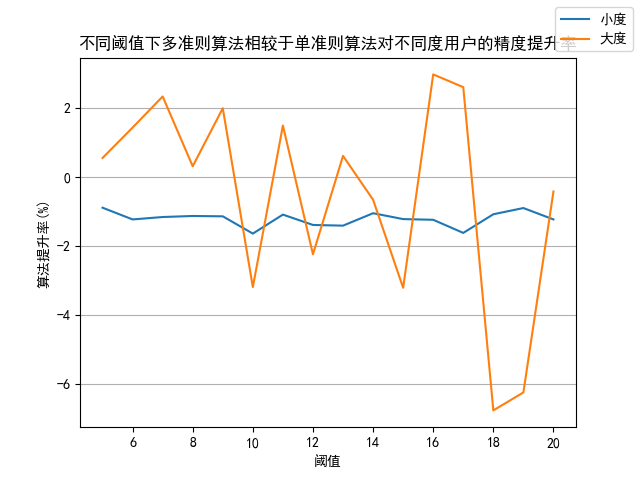 不同阈值下多准则算法相较于单准则算法对不同度用户的精度提升率
小度
大度
算法提升率(%)
2
0
−2
−4
−6
6 8 10 12 14 16 18 20
阈值